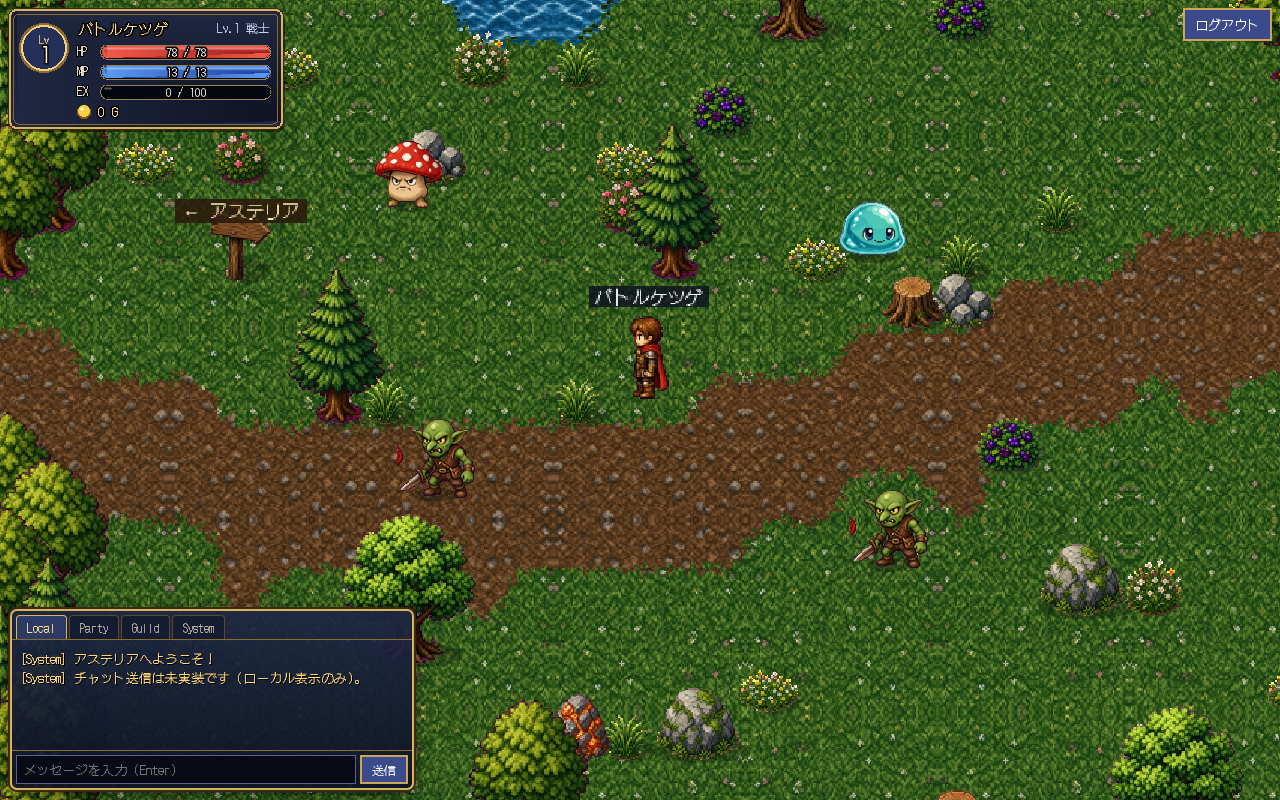 Lv
1
バトルケツゲ Lv.1 戦士
HP 78 / 78
MP 13 / 13
EX 0 / 100
0 G
ログアウト
← アステリア
バトルケツゲ
Local Party Guild System
[System] アステリアへようこそ！
[System] チャット送信は未実装です（ローカル表示のみ）。
メッセージを入力 (Enter) 送信